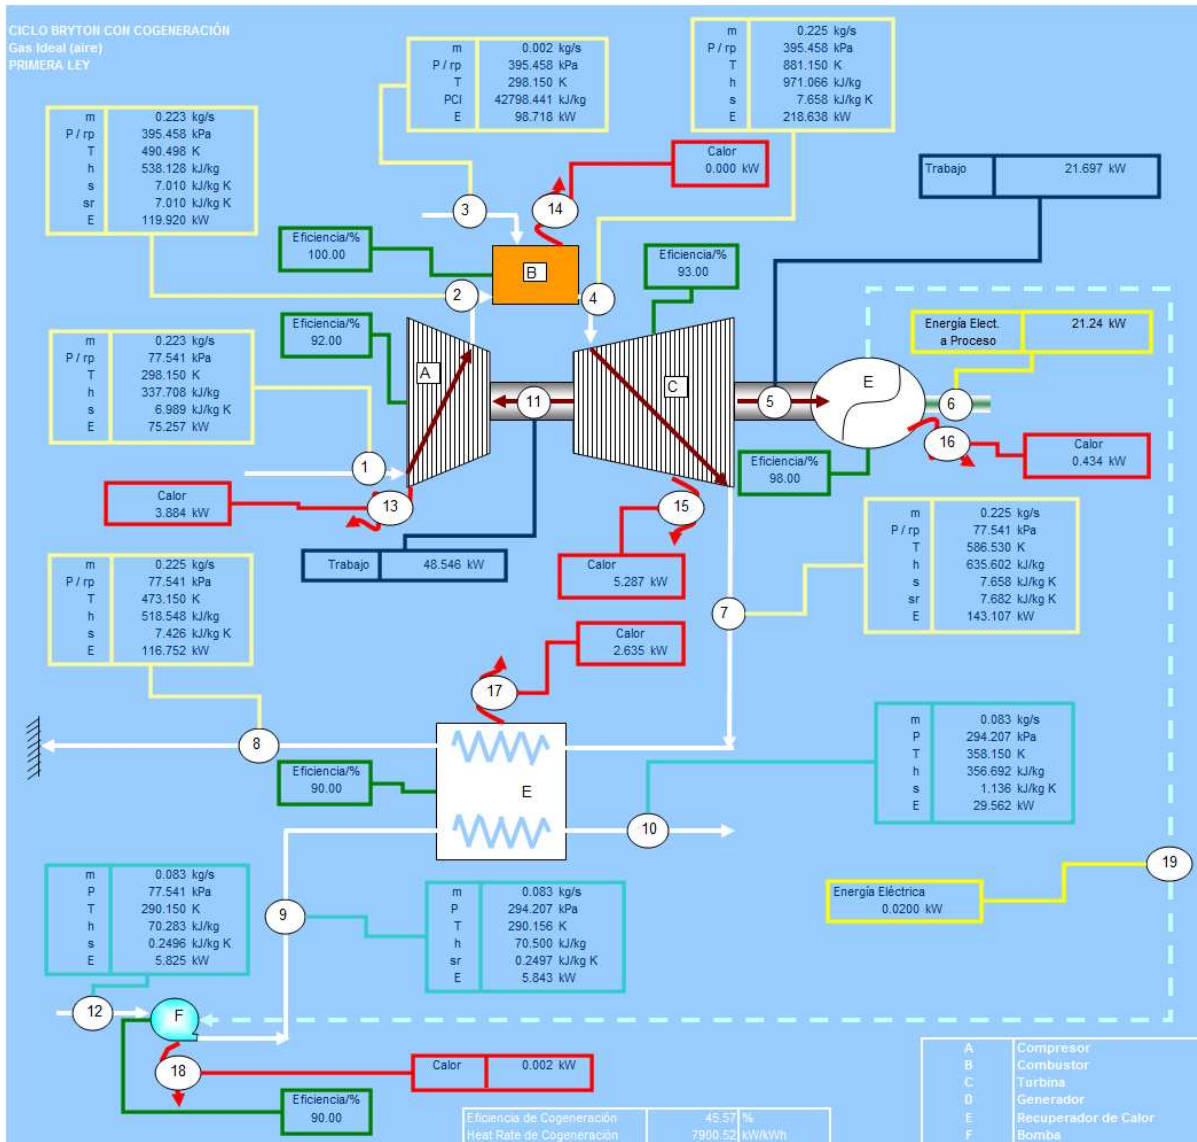 CICLO BRYTON CON COGENERACIÓN
Gas Ideal (aire)
PRIMERA LEY
m 0.002 kg/s
P / rp 395.458 kPa
T 298.150 K
PCI 42798.441 kJ/kg
E 98.718 kW
m 0.225 kg/s
P / rp 395.458 kPa
T 881.150 K
h 971.066 kJ/kg
s 7.658 kJ/kg K
E 218.638 kW
m 0.223 kg/s
P / rp 395.458 kPa
T 490.498 K
h 538.128 kJ/kg
s 7.010 kJ/kg K
sr 7.010 kJ/kg K
E 119.920 kW
Calor
0.000 kW
Trabajo 21.697 kW
3
14
Eficiencia/%
100.00
B
Eficiencia/%
93.00
2
4
Eficiencia/%
92.00
Energía Elect.
a Proceso
21.24 kW
m 0.223 kg/s
P / rp 77.541 kPa
T 298.150 K
h 337.708 kJ/kg
s 6.989 kJ/kg K
E 75.257 kW
A
C
E
11
5
6
1
16
Calor
0.434 kW
Eficiencia/%
98.00
Calor
3.884 kW
13
15
Trabajo 48.546 kW
Calor
5.287 kW
m 0.225 kg/s
P / rp 77.541 kPa
T 586.530 K
h 635.602 kJ/kg
s 7.658 kJ/kg K
sr 7.682 kJ/kg K
E 143.107 kW
m 0.225 kg/s
P / rp 77.541 kPa
T 473.150 K
h 518.548 kJ/kg
s 7.426 kJ/kg K
E 116.752 kW
7
Calor
2.635 kW
17
8
Eficiencia/%
90.00
E
10
m 0.083 kg/s
P 294.207 kPa
T 358.150 K
h 356.692 kJ/kg
s 1.136 kJ/kg K
E 29.562 kW
19
m 0.083 kg/s
P 77.541 kPa
T 290.150 K
h 70.283 kJ/kg
s 0.2496 kJ/kg K
E 5.825 kW
9
m 0.083 kg/s
P 294.207 kPa
T 290.156 K
h 70.500 kJ/kg
sr 0.2497 kJ/kg K
E 5.843 kW
Energía Eléctrica
0.0200 kW
12
F
18
Calor 0.002 kW
Eficiencia/%
90.00
A Compresor
B Combustor
C Turbina
D Generador
E Recuperador de Calor
F Bomba
Eficiencia de Cogeneración 45.57 %
Heat Rate de Cogeneración 7900.52 kW/kWh